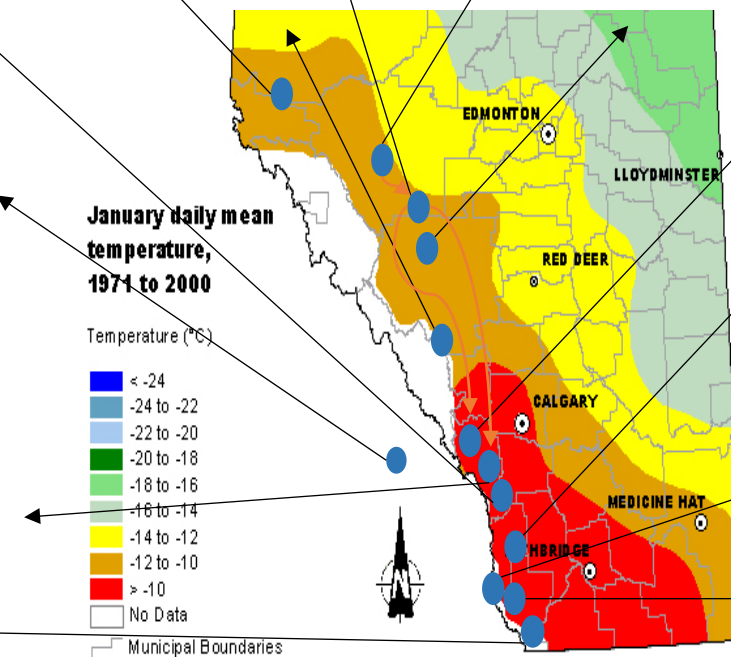 EDMONTON
LLOYDMINSTER
January daily mean
temperature,
1971 to 2000
RED DEER
Temperature (°C)
< -24
-24 to -22
-22 to -20
-20 to -18
-18 to -16
-16 to -14
-14 to -12
-12 to -10
> -10
No Data
Municipal Boundaries
CALGARY
MEDICINE HAT
HBRIDGE